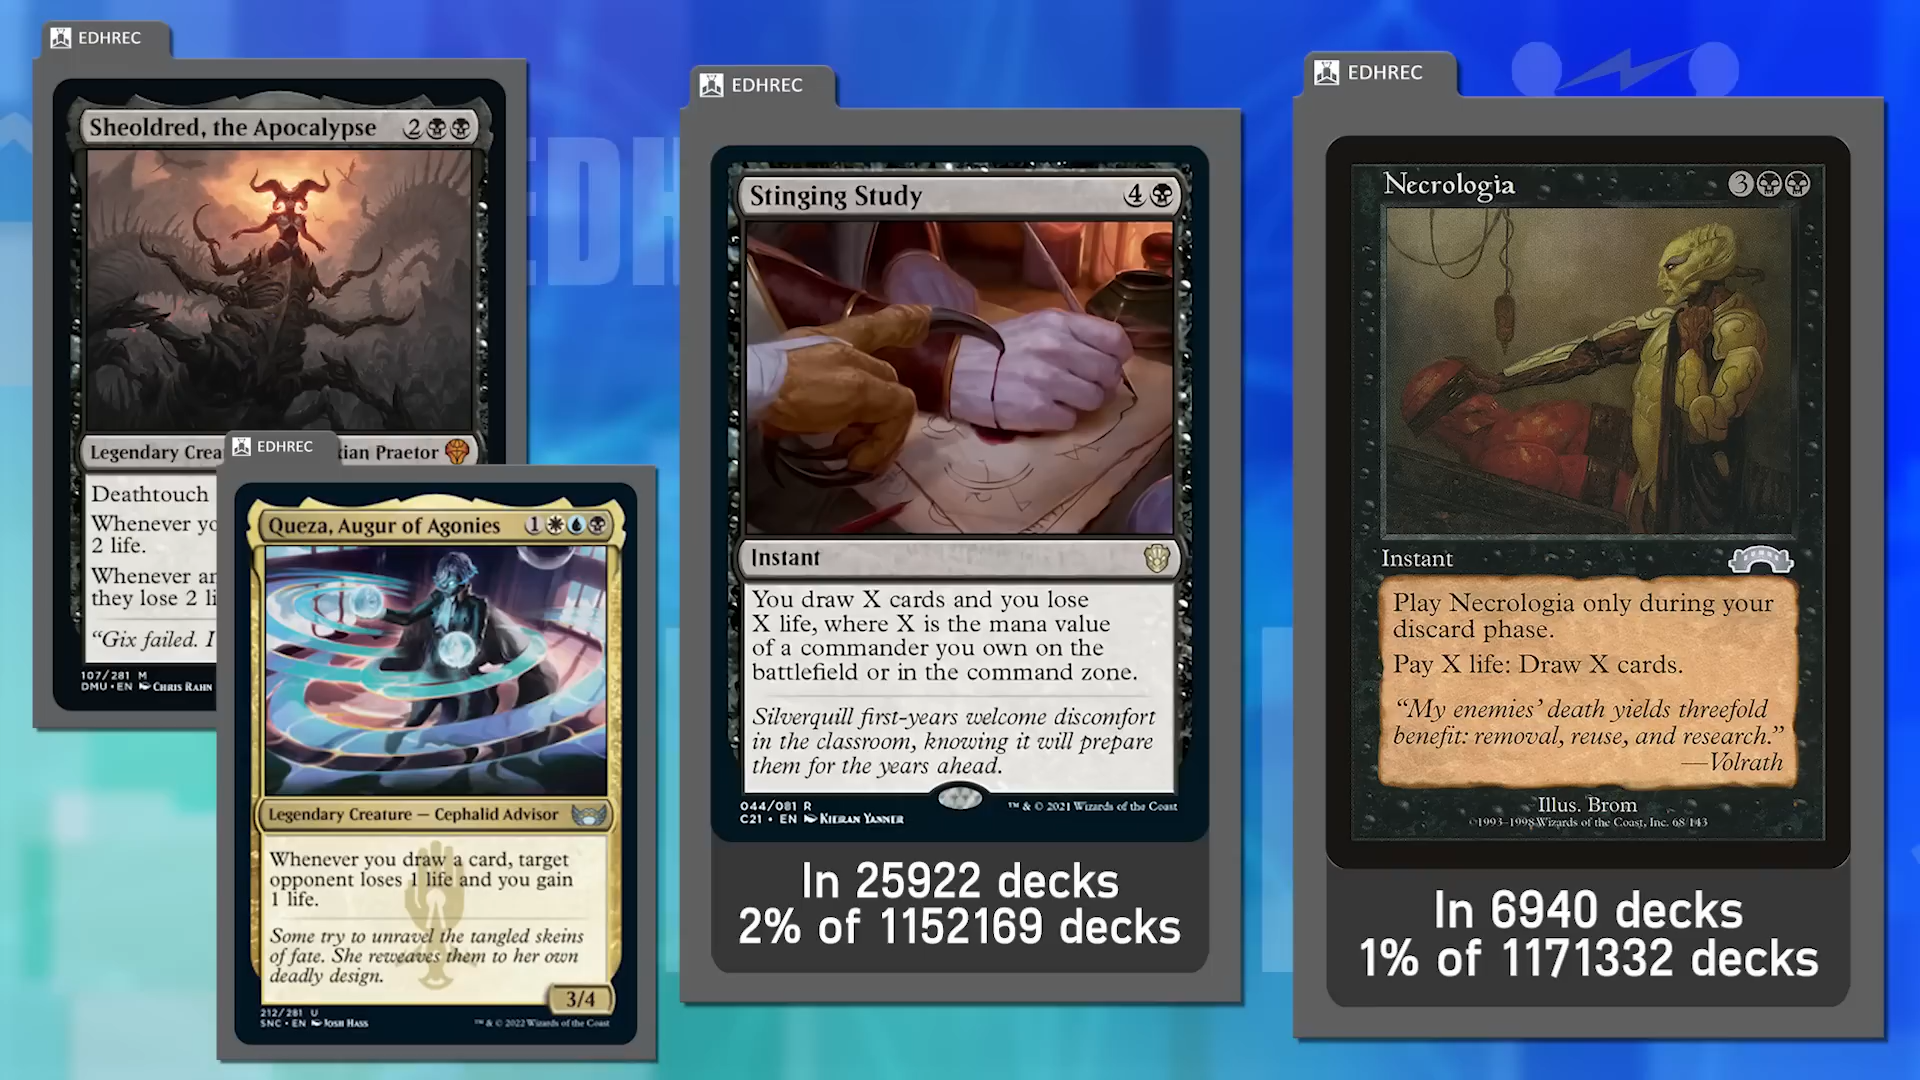 EDHREC
Sheoldred, the Apocalypse 2
Legendary Crea
ian Praetor
Deathtouch
Whenever yo
2 life.
Whenever an
they lose 2 li
“Gix failed. I
107/281 M
DMU • EN Chris Rahn
EDHREC
Queza, Augur of Agonies 1
Legendary Creature — Cephalid Advisor
Whenever you draw a card, target
opponent loses 1 life and you gain
1 life.
Some try to unravel the tangled skeins
of fate. She reweaves them to her own
deadly design.
3/4
212/281 U
SNC • EN Josh Hass
™ & © 2022 Wizards of the Coast
EDH
EDHREC
Stinging Study 4
Instant
You draw X cards and you lose
X life, where X is the mana value
of a commander you own on the
battlefield or in the command zone.
Silverquill first-years welcome discomfort
in the classroom, knowing it will prepare
them for the years ahead.
044/081 R
C21 • EN Kieran Yanner
™ & © 2021 Wizards of the Coast
In 25922 decks
2% of 1152169 decks
EDHREC
Necrologia 3
Instant
Play Necrologia only during your
discard phase.
Pay X life: Draw X cards.
“My enemies’ death yields threefold
benefit: removal, reuse, and research.”
—Volrath
Illus. Brom
©1993–1998 Wizards of the Coast, Inc. 68/143
In 6940 decks
1% of 1171332 decks